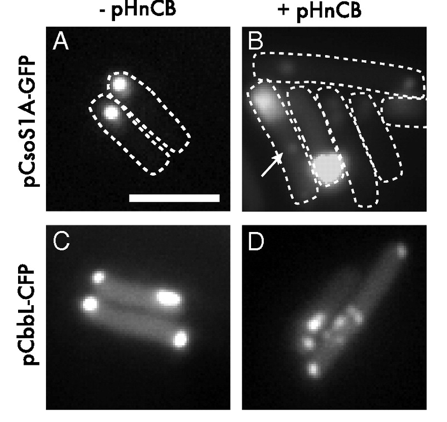 - pHnCB
+ pHnCB
pCsoS1A-GFP
A
B
pCbbL-CFP
C
D